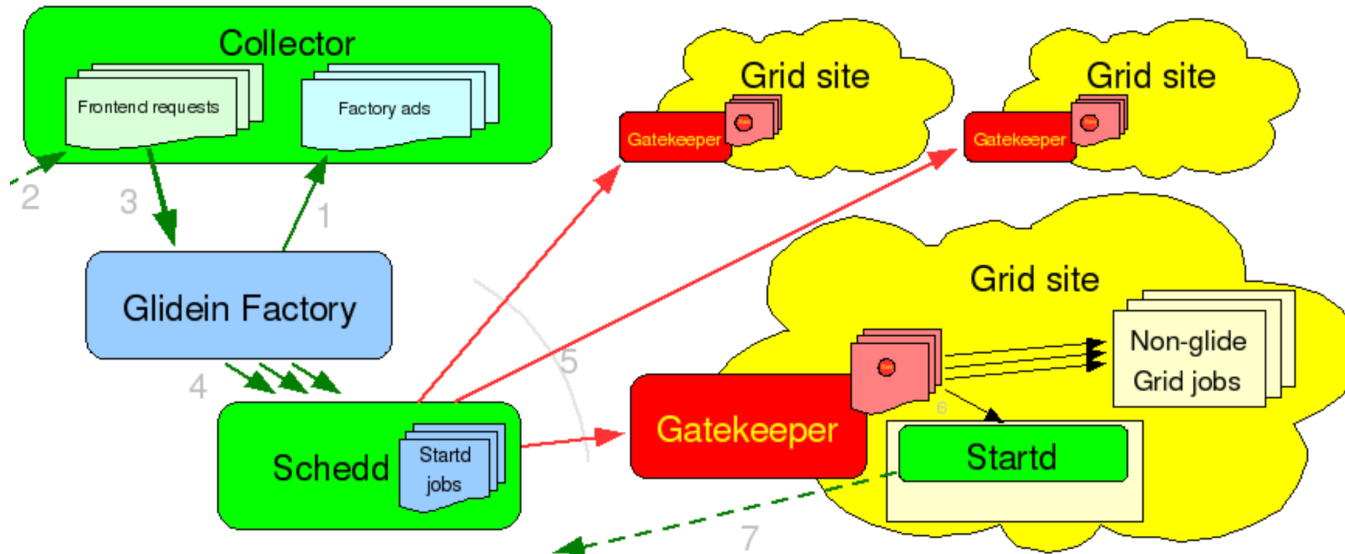 Collector
Frontend requests
Factory ads
Grid site
Gatekeeper
Grid site
Gatekeeper
2
3
1
Glidein Factory
4
5
Grid site
Non-glide
Grid jobs
Gatekeeper
6
Startd
Schedd
Startd
jobs
7